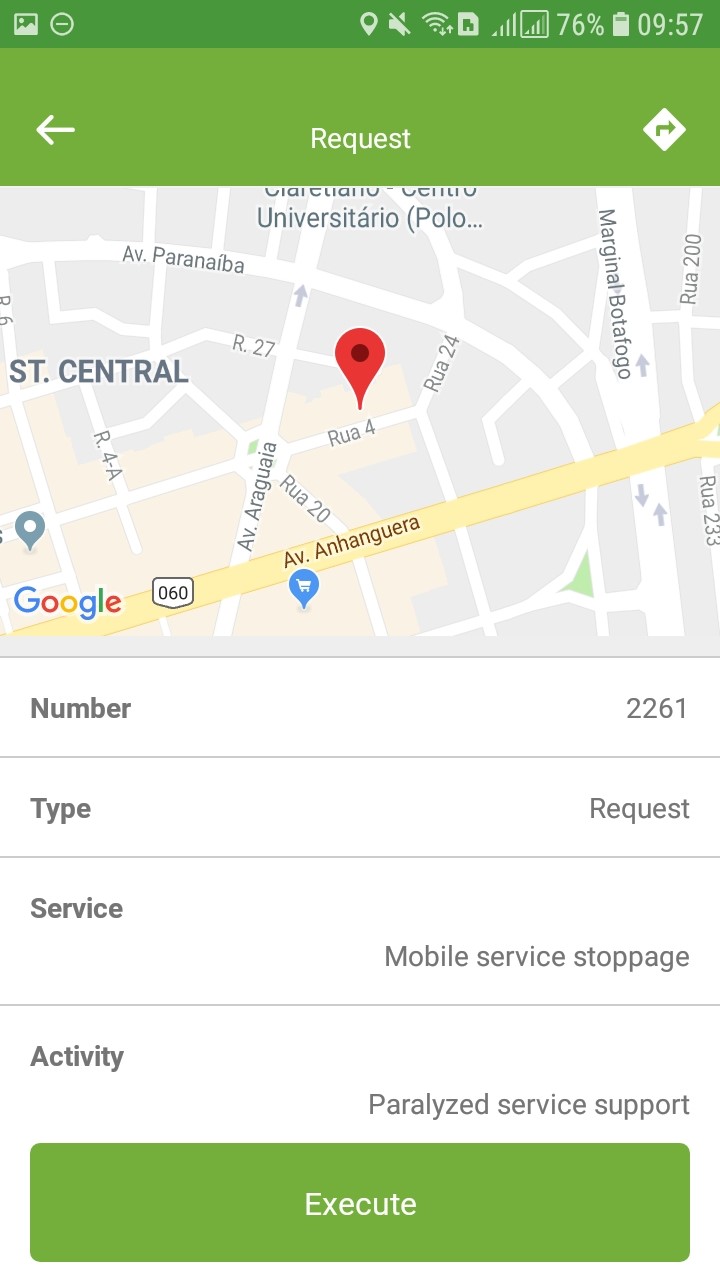 76% 09:57
Request
Claretiano - Centro
Universitário (Polo...
Av. Paranaíba
Marginal Botafogo
Rua 200
R. 6
R. 27
Rua 24
ST. CENTRAL
Rua 4
R. 4-A
Av. Araguaia
Rua 20
Rua 233
Av. Anhanguera
Google
060
Number 2261
Type Request
Service
Mobile service stoppage
Activity
Paralyzed service support
Execute